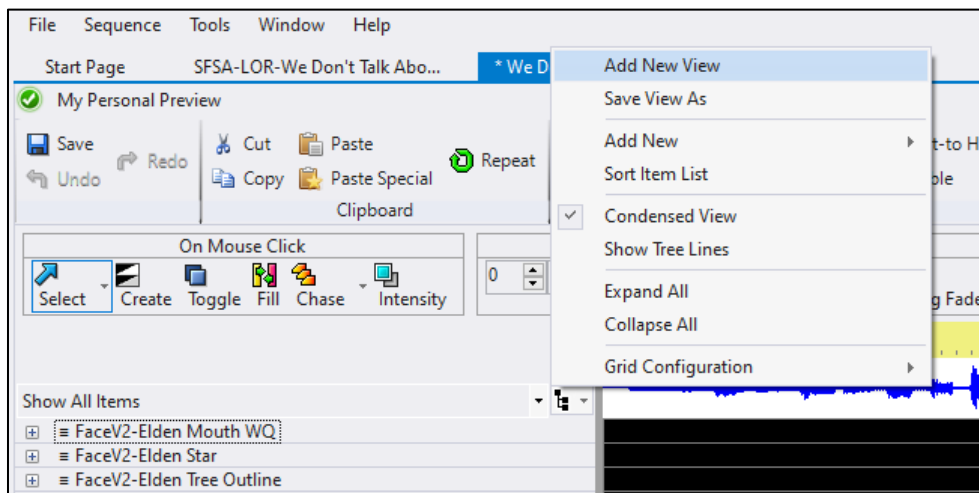 File Sequence Tools Window Help
Start Page SFSA-LOR-We Don't Talk Abo... * We D
My Personal Preview
Save Undo Redo
Cut Copy Paste Paste Special
Clipboard
Repeat
On Mouse Click
Select Create Toggle Fill Chase Intensity
0
Add New View
Save View As
Add New
Sort Item List
Condensed View
Show Tree Lines
Expand All
Collapse All
Grid Configuration
Show All Items
FaceV2-Elden Mouth WQ
FaceV2-Elden Star
FaceV2-Elden Tree Outline